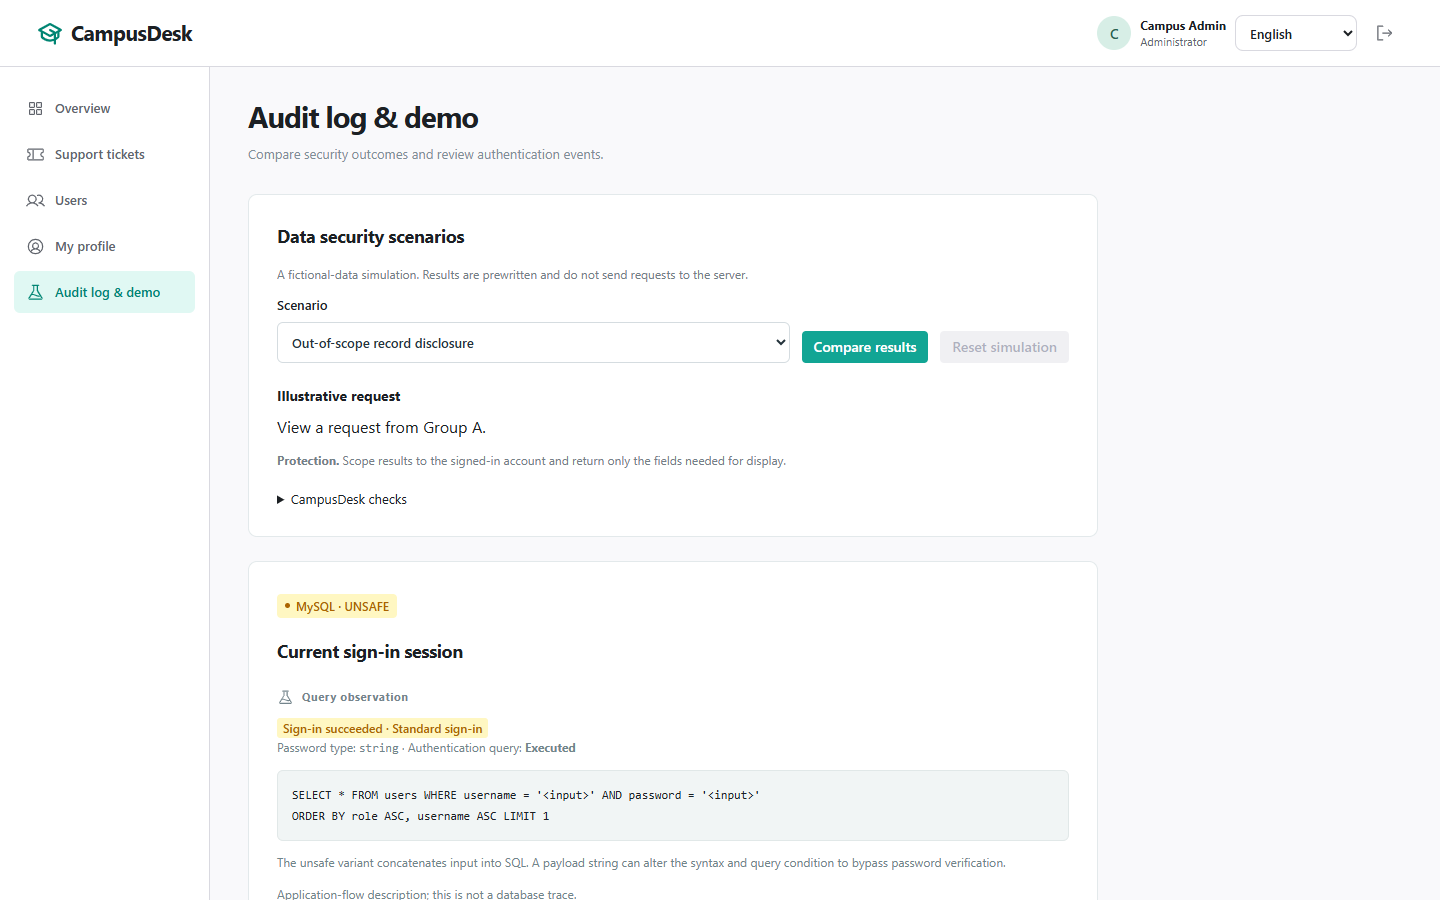 CampusDesk
C
Campus Admin
Administrator
English
Overview
Support tickets
Users
My profile
Audit log & demo
Audit log & demo
Compare security outcomes and review authentication events.
Data security scenarios
A fictional-data simulation. Results are prewritten and do not send requests to the server.
Scenario
Out-of-scope record disclosure
Compare results
Reset simulation
Illustrative request
View a request from Group A.
Protection. Scope results to the signed-in account and return only the fields needed for display.
CampusDesk checks
MySQL · UNSAFE
Current sign-in session
Query observation
Sign-in succeeded · Standard sign-in
Password type: string · Authentication query: Executed
SELECT * FROM users WHERE username = '<input>' AND password = '<input>'
ORDER BY role ASC, username ASC LIMIT 1
The unsafe variant concatenates input into SQL. A payload string can alter the syntax and query condition to bypass password verification.
Application-flow description; this is not a database trace.